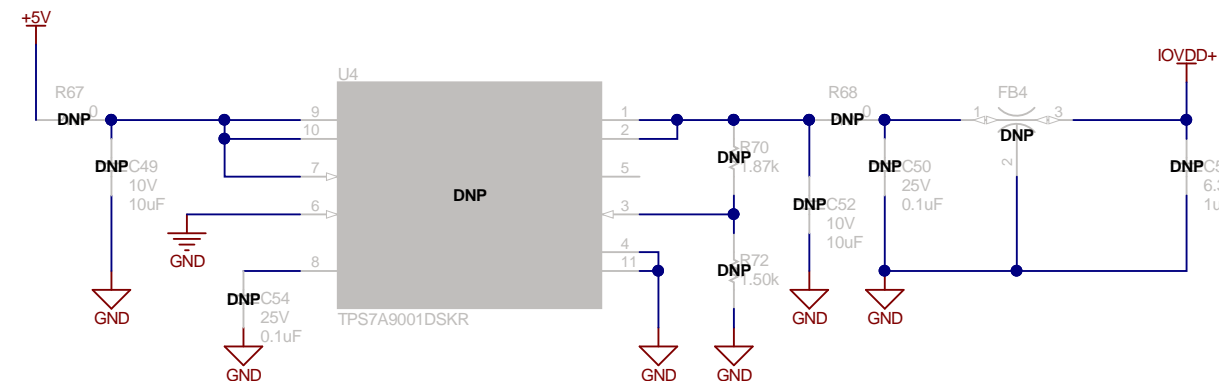 +5V
IOVDD+
U4
R67
0
DNP
C49
10V
10uF
DNP
9
10
7
6
8
1
2
5
3
4
11
DNP
TPS7A9001DSKR
GND
GND
DNP
C54
25V
0.1uF
GND
R70
DNP
1.87k
R72
DNP
1.50k
GND
GND
DNP
C52
10V
10uF
GND
R68
0
DNP
DNP
C50
25V
0.1uF
GND
FB4
1
3
DNP
2
DNP